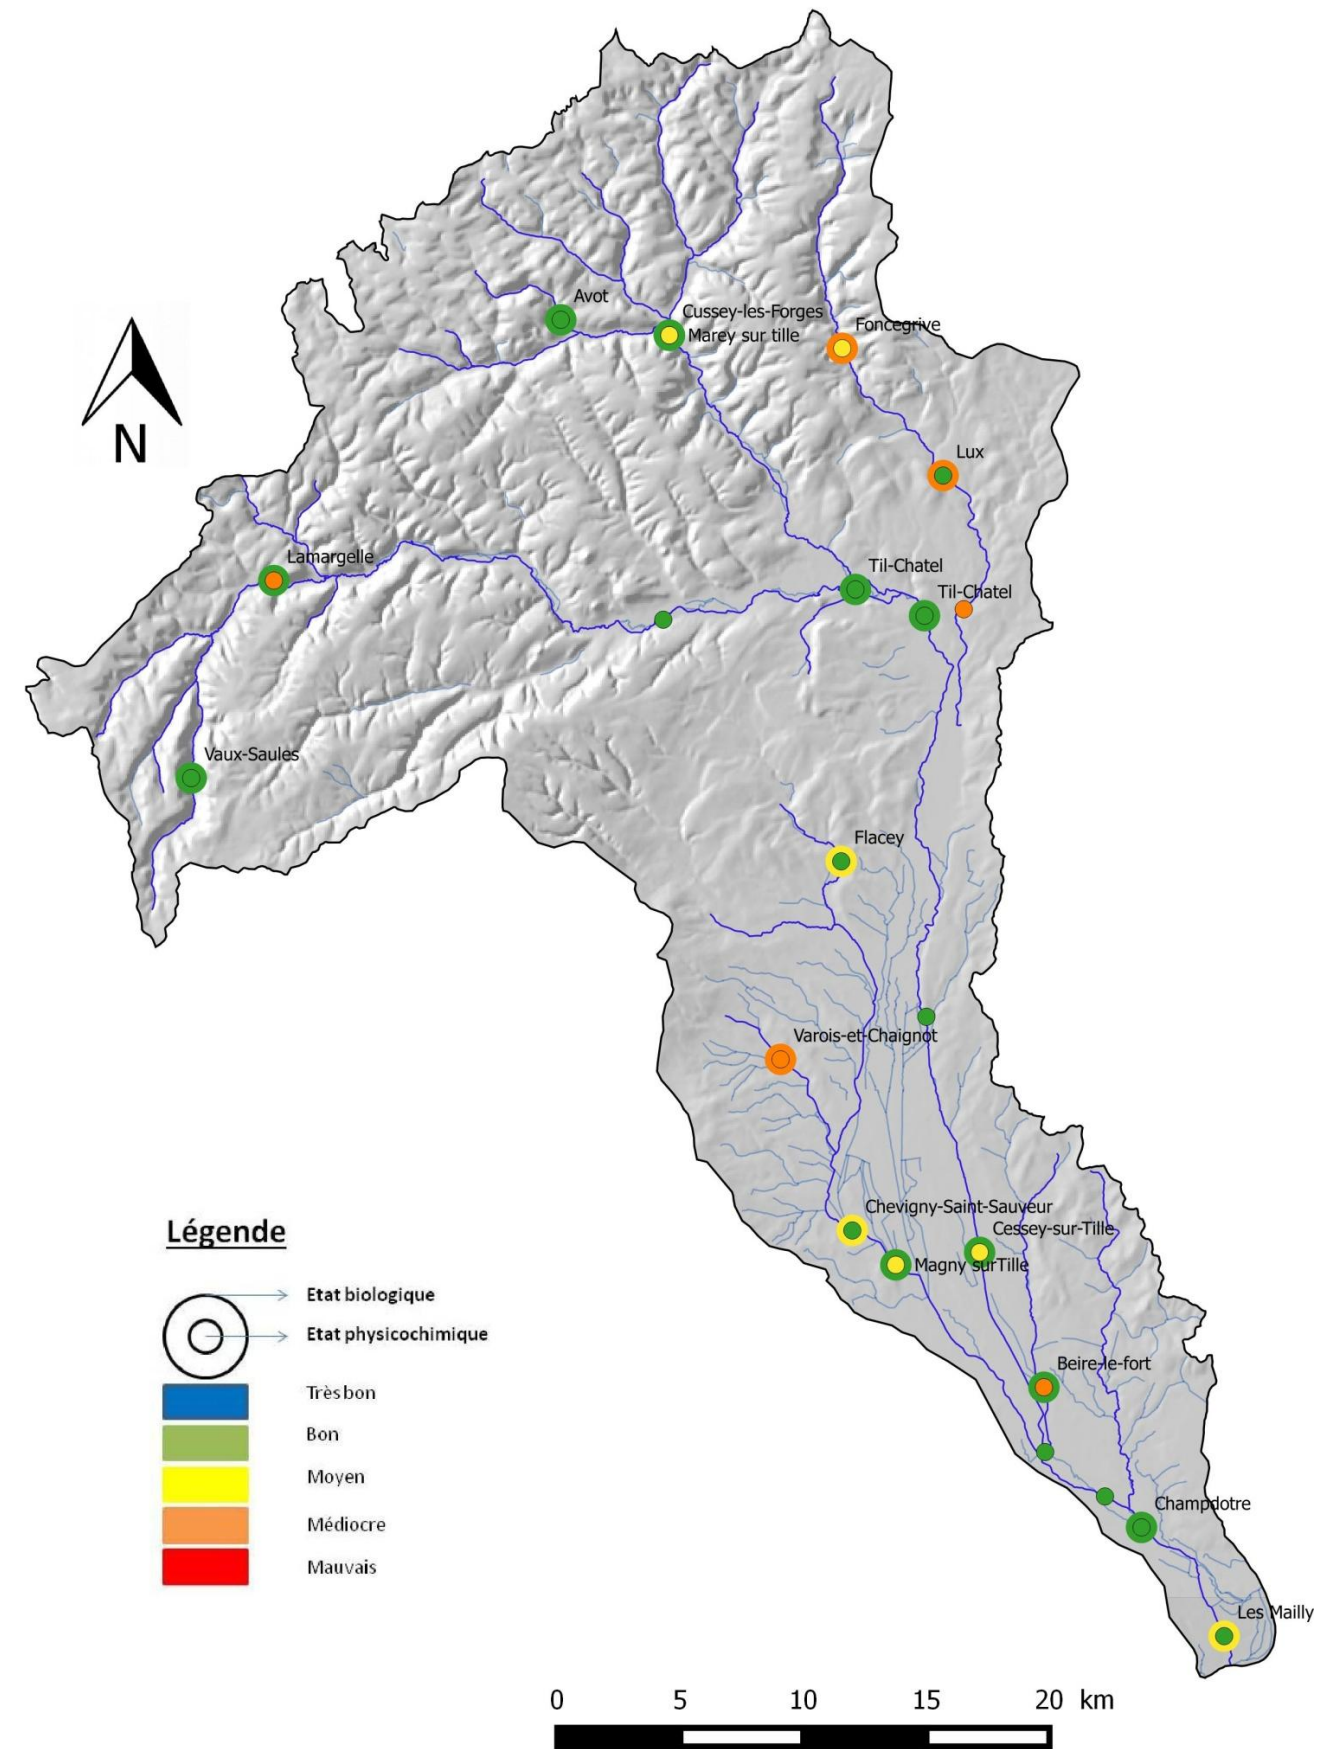 Avot
Cussey-les-Forges
Marey sur tille
Foncegrive
N
Lux
Lamargelle
Til-Chatel
Til-Chatel
Vaux-Saules
Flacey
Varois-et-Chaignot
Chevigny-Saint-Sauveur
Cessey-sur-Tille
Magny surTille
Légende
Etat biologique
Etat physicochimique
Très bon
Bon
Moyen
Médiocre
Mauvais
Beire-le-fort
Champdotre
Les Mailly
0 5 10 15 20 km